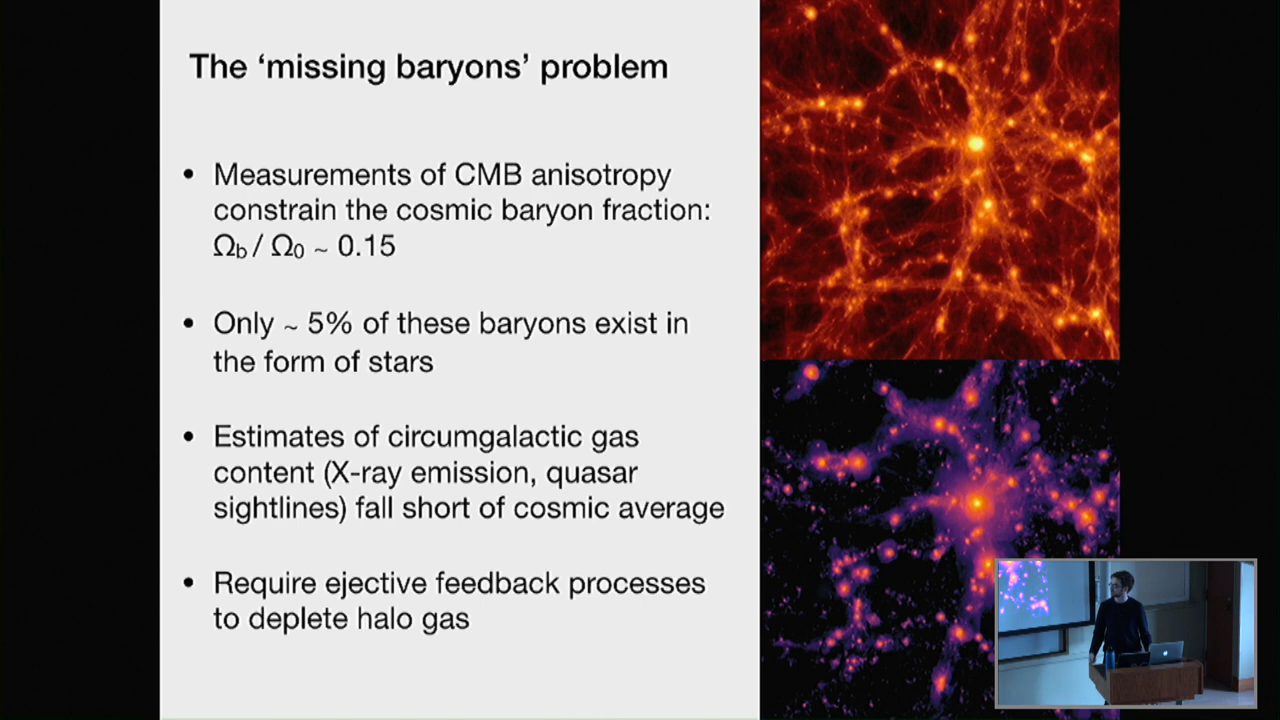 The ‘missing baryons’ problem
• Measurements of CMB anisotropy
constrain the cosmic baryon fraction:
Ωb / Ω0 ~ 0.15
• Only ~ 5% of these baryons exist in
the form of stars
• Estimates of circumgalactic gas
content (X-ray emission, quasar
sightlines) fall short of cosmic average
• Require ejective feedback processes
to deplete halo gas